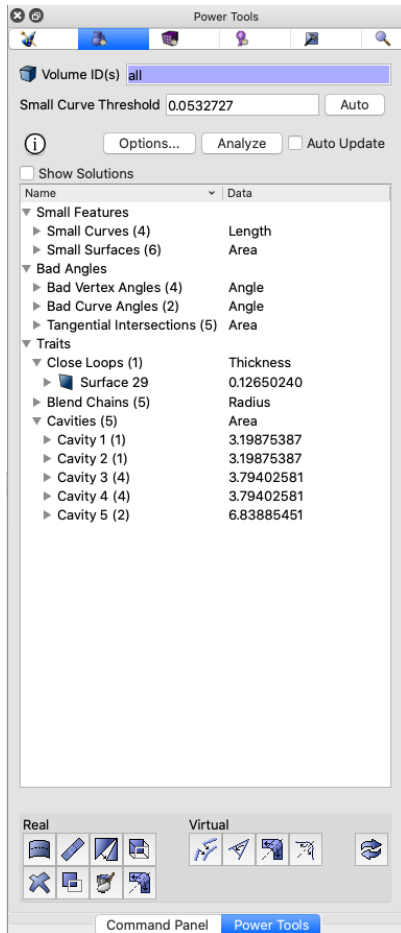 Power Tools
Volume ID(s) all
Small Curve Threshold 0.0532727 Auto
Options... Analyze Auto Update
Show Solutions
Name Data
Small Features
Small Curves (4) Length
Small Surfaces (6) Area
Bad Angles
Bad Vertex Angles (4) Angle
Bad Curve Angles (2) Angle
Tangential Intersections (5) Area
Traits
Close Loops (1) Thickness
Surface 29 0.12650240
Blend Chains (5) Radius
Cavities (5) Area
Cavity 1 (1) 3.19875387
Cavity 2 (1) 3.19875387
Cavity 3 (4) 3.79402581
Cavity 4 (4) 3.79402581
Cavity 5 (2) 6.83885451
Real Virtual
Command Panel Power Tools